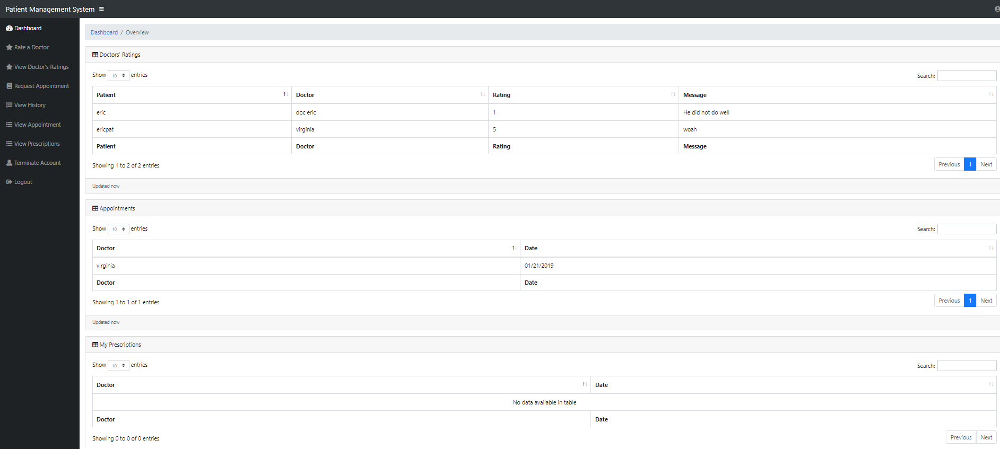 Patient Management System
Dashboard
Rate a Doctor
View Doctor's Ratings
Request Appointment
View History
View Appointment
View Prescriptions
Terminate Account
Logout
Dashboard / Overview
Doctors' Ratings
Show 10 entries Search:
Patient Doctor Rating Message
eric doc eric 1 He did not do well
ericpat virginia 5 woah
Patient Doctor Rating Message
Showing 1 to 2 of 2 entries Previous 1 Next
Updated now
Appointments
Show 10 entries Search:
Doctor Date
virginia 01/21/2019
Doctor Date
Showing 1 to 1 of 1 entries Previous 1 Next
Updated now
My Prescriptions
Show 10 entries Search:
Doctor Date
No data available in table
Doctor Date
Showing 0 to 0 of 0 entries Previous Next